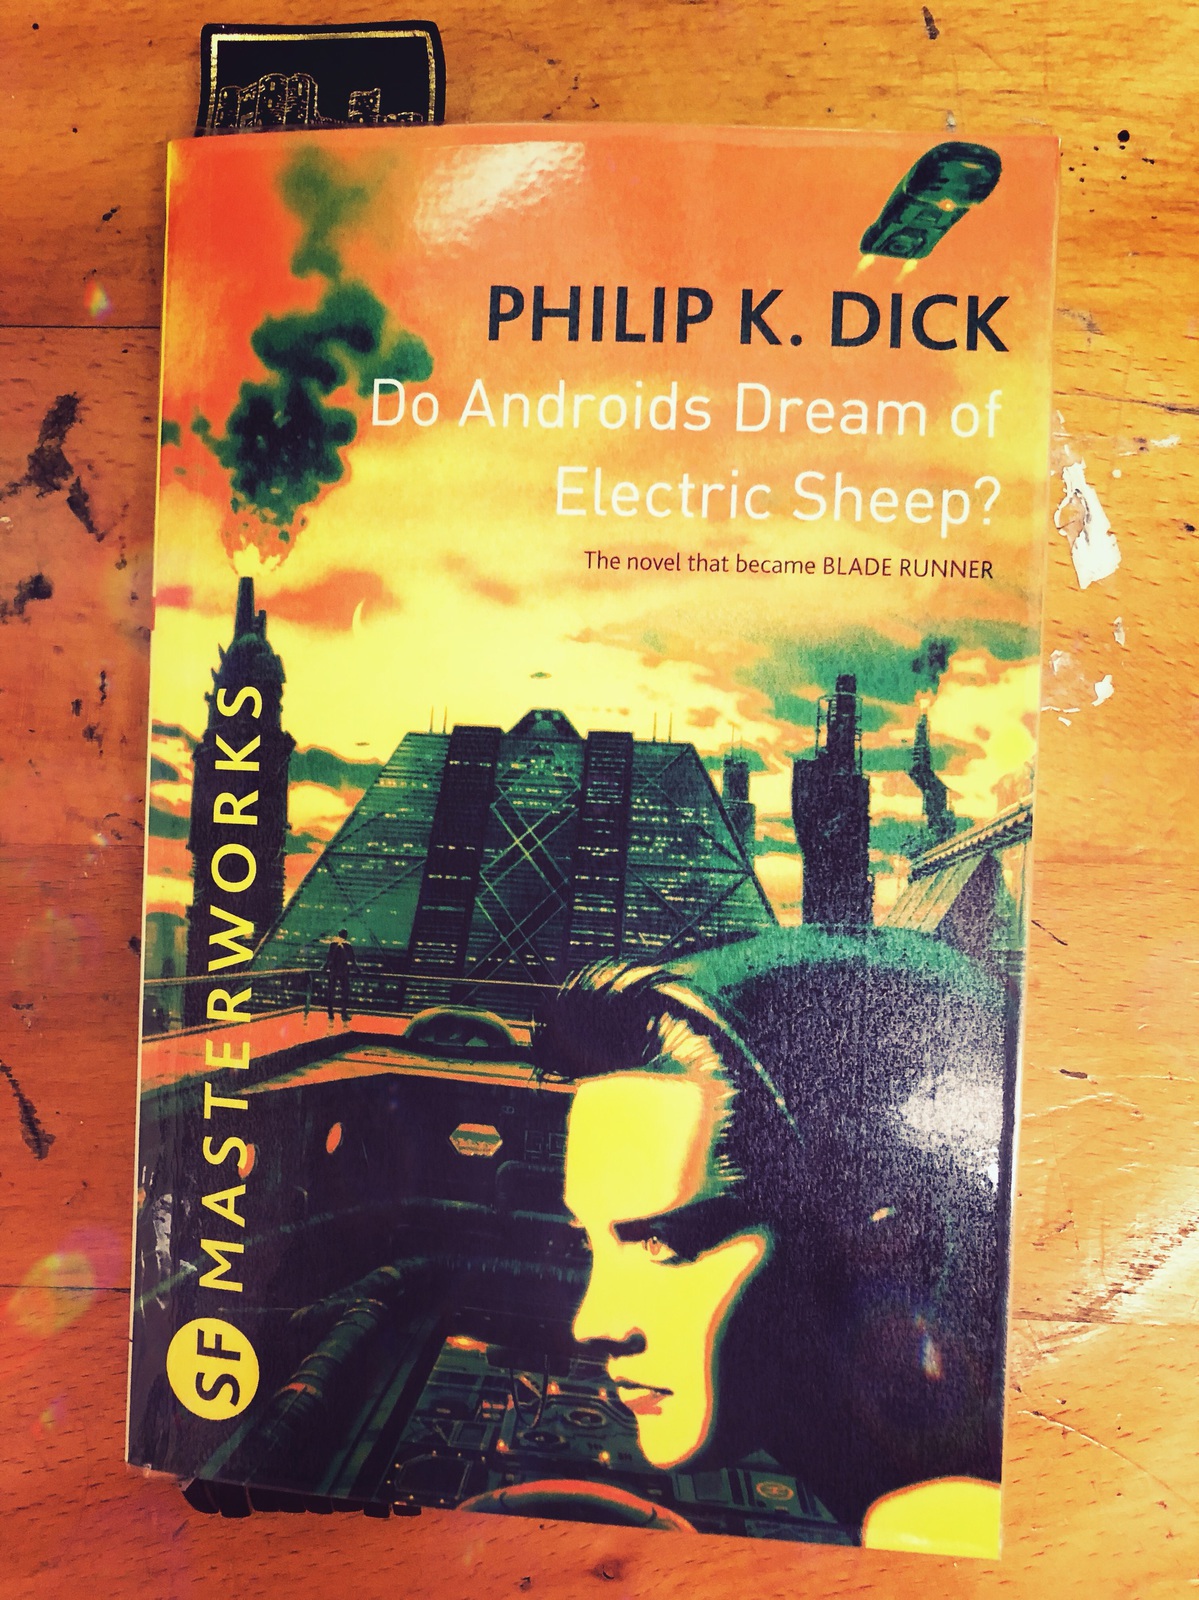 PHILIP K. DICK
Do Androids Dream of
Electric Sheep?
The novel that became BLADE RUNNER
SF MASTERWORKS